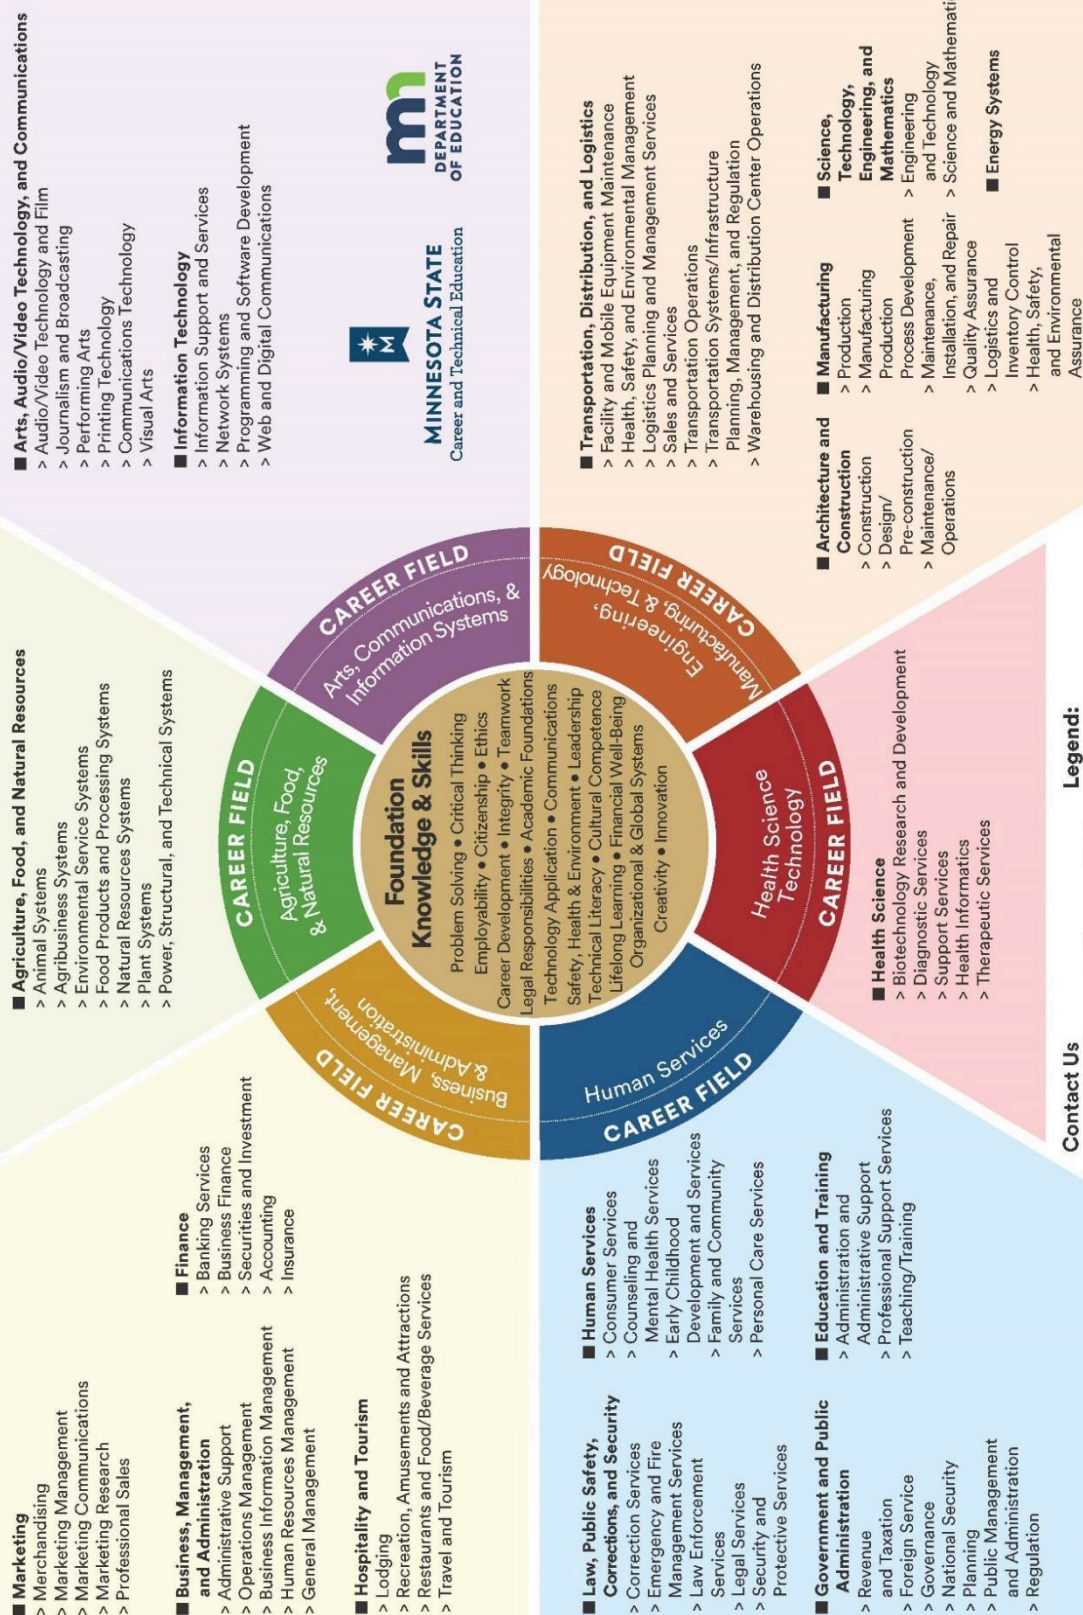 ■ Marketing
> Merchandising
> Marketing Management
> Marketing Communications
> Marketing Research
> Professional Sales
■ Business, Management,
and Administration
> Administrative Support
> Operations Management
> Business Information Management
> Human Resources Management
> General Management
■ Finance
> Banking Services
> Business Finance
> Securities and Investment
> Accounting
> Insurance
■ Hospitality and Tourism
> Lodging
> Recreation, Amusements and Attractions
> Restaurants and Food/Beverage Services
> Travel and Tourism
■ Agriculture, Food, and Natural Resources
> Animal Systems
> Agribusiness Systems
> Environmental Service Systems
> Food Products and Processing Systems
> Natural Resources Systems
> Plant Systems
> Power, Structural, and Technical Systems
■ Arts, Audio/Video Technology, and Communications
> Audio/Video Technology and Film
> Journalism and Broadcasting
> Performing Arts
> Printing Technology
> Communications Technology
> Visual Arts
■ Information Technology
> Information Support and Services
> Network Systems
> Programming and Software Development
> Web and Digital Communications
M
MINNESOTA STATE
Career and Technical Education
mn
DEPARTMENT
OF EDUCATION
CAREER FIELD
Business, Management,
& Administration
CAREER FIELD
Agriculture, Food,
& Natural Resources
CAREER FIELD
Arts, Communications, &
Information Systems
Foundation
Knowledge & Skills
Problem Solving • Critical Thinking
Employability • Citizenship • Ethics
Career Development • Integrity • Teamwork
Legal Responsibilities • Academic Foundations
Technology Application • Communications
Safety, Health & Environment • Leadership
Technical Literacy • Cultural Competence
Lifelong Learning • Financial Well-Being
Organizational & Global Systems
Creativity • Innovation
Human Services
CAREER FIELD
Health Science
Technology
CAREER FIELD
Engineering,
Manufacturing, & Technology
CAREER FIELD
■ Law, Public Safety,
Corrections, and Security
> Correction Services
> Emergency and Fire
Management Services
> Law Enforcement
Services
> Legal Services
> Security and
Protective Services
■ Human Services
> Consumer Services
> Counseling and
Mental Health Services
> Early Childhood
Development and Services
> Family and Community
Services
> Personal Care Services
■ Government and Public
Administration
> Revenue
and Taxation
> Foreign Service
> Governance
> National Security
> Planning
> Public Management
and Administration
> Regulation
■ Education and Training
> Administration and
Administrative Support
> Professional Support Services
> Teaching/Training
■ Health Science
> Biotechnology Research and Development
> Diagnostic Services
> Support Services
> Health Informatics
> Therapeutic Services
■ Transportation, Distribution, and Logistics
> Facility and Mobile Equipment Maintenance
> Health, Safety, and Environmental Management
> Logistics Planning and Management Services
> Sales and Services
> Transportation Operations
> Transportation Systems/Infrastructure
Planning, Management, and Regulation
> Warehousing and Distribution Center Operations
■ Architecture and
Construction
> Construction
> Design/
Pre-construction
> Maintenance/
Operations
■ Manufacturing
> Production
> Manufacturing
Production
Process Development
> Maintenance,
Installation, and Repair
> Quality Assurance
> Logistics and
Inventory Control
> Health, Safety,
and Environmental
Assurance
■ Science,
Technology,
Engineering, and
Mathematics
> Engineering
and Technology
> Science and Mathemati
■ Energy Systems
Contact Us
Legend: